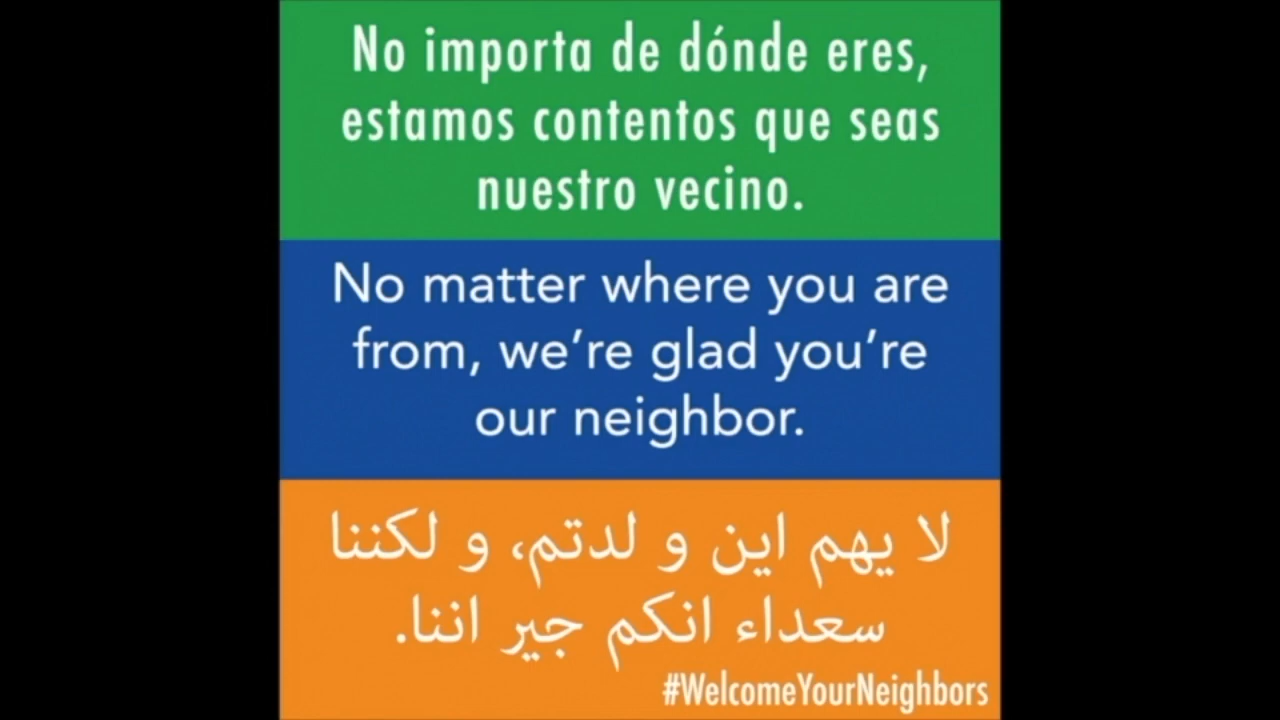 No importa de dónde eres,
estamos contentos que seas
nuestro vecino.
No matter where you are
from, we're glad you're
our neighbor.
لا يهم اين و لدتم، و لكننا
سعداء انكم جير اننا.
#WelcomeYourNeighbors